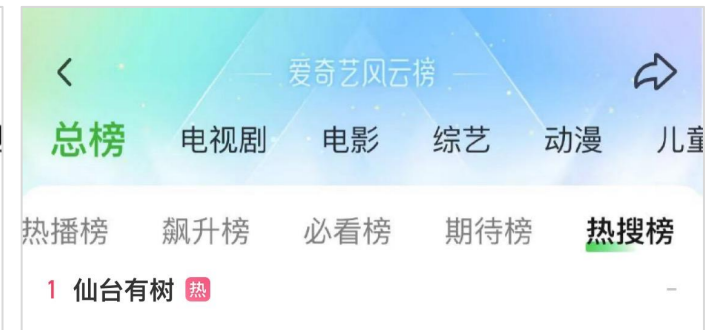 爱奇艺风云榜
总榜 电视剧 电影 综艺 动漫 儿童
热播榜 飙升榜 必看榜 期待榜 热搜榜
1 仙台有树 热 -